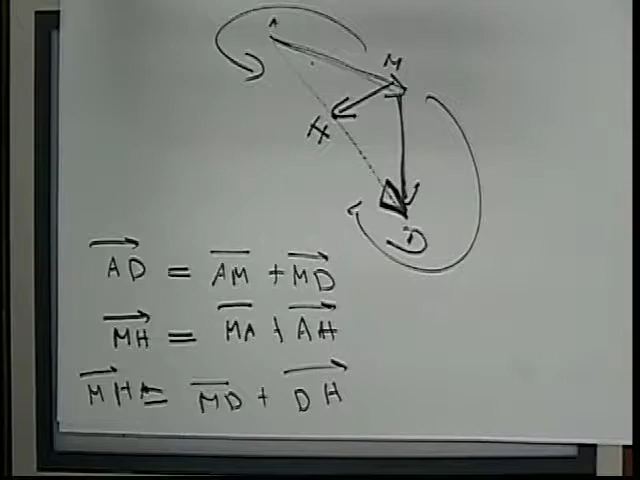 A
M
H
D
AD = AM + MD
MH = MA + AH
MH = MD + DH